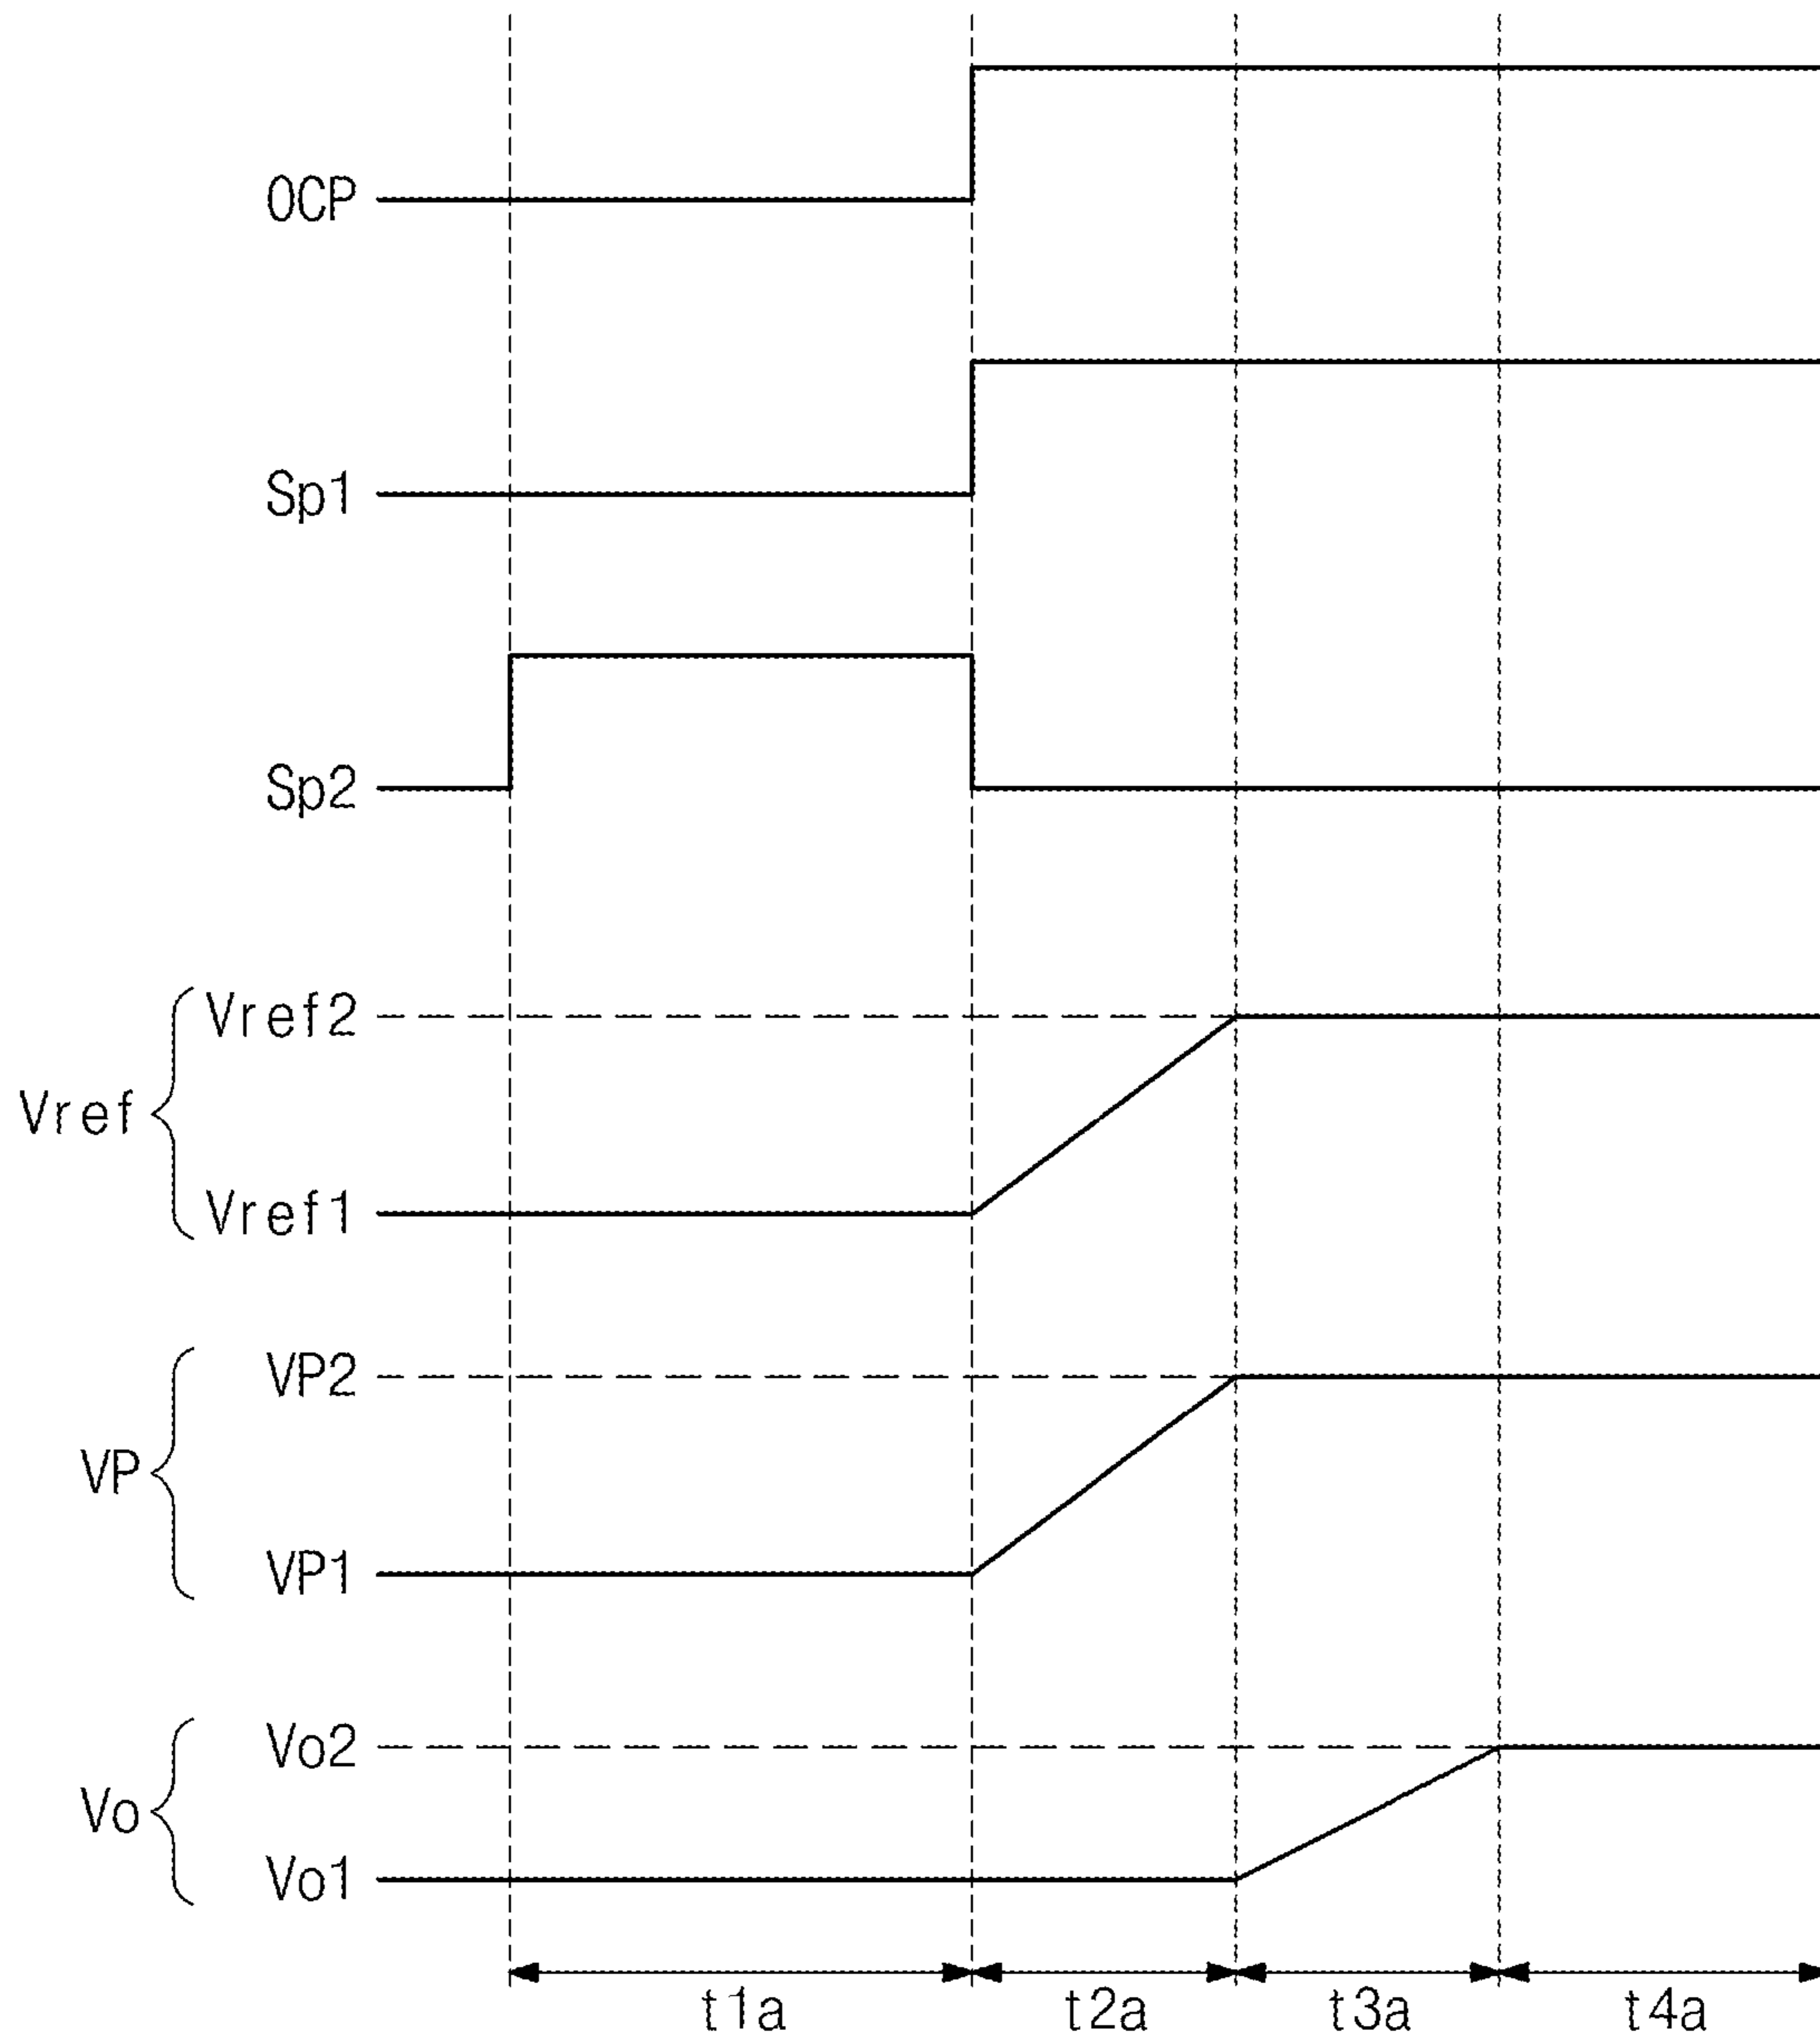 OCP
Sp1
Sp2
Vref2
Vref
Vref1
VP2
VP
VP1
Vo2
Vo
Vo1
t1a t2a t3a t4a